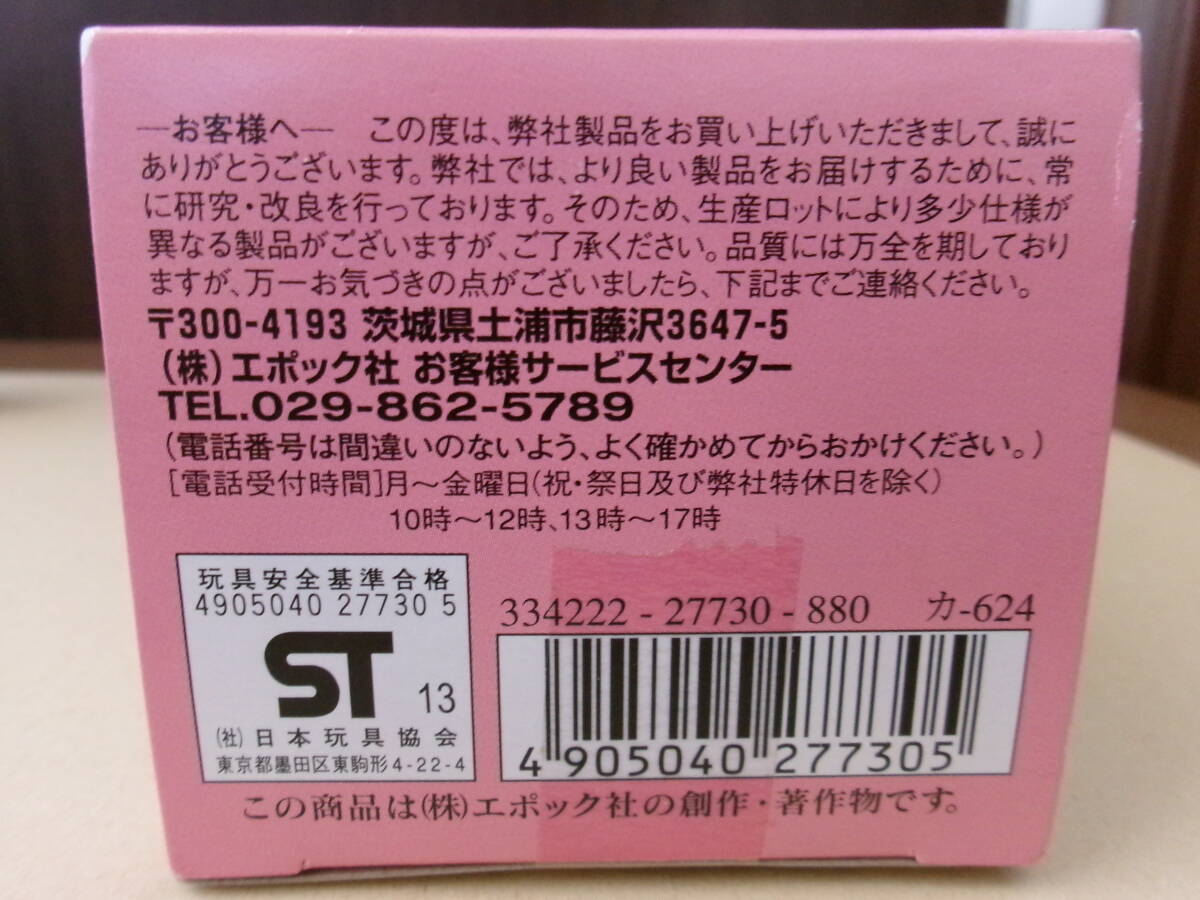 ―お客様へ― この度は、弊社製品をお買い上げいただきまして、誠に
ありがとうございます。弊社では、より良い製品をお届けするために、常
に研究・改良を行っております。そのため、生産ロットにより多少仕様が
異なる製品がございますが、ご了承ください。品質には万全を期しており
ますが、万一お気づきの点がございましたら、下記までご連絡ください。
〒300-4193 茨城県土浦市藤沢3647-5
(株)エポック社 お客様サービスセンター
TEL.029-862-5789
(電話番号は間違いのないよう、よく確かめてからおかけください。)
[電話受付時間]月～金曜日(祝・祭日及び弊社特休日を除く)
10時～12時、13時～17時
玩具安全基準合格
4905040 27730 5
ST 13
(社)日本玩具協会
東京都墨田区東駒形4-22-4
334222-27730-880 カ-624
4 905040 277305
この商品は(株)エポック社の創作・著作物です。